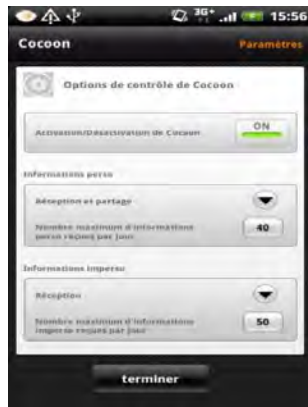 3G+ 15:56
Cocoon Paramètres
Options de contrôle de Cocoon
Activation/Désactivation de Cocoon ON
Informations perso
Réception et partage
Nombre maximum d'informations
perso reçues par jour
40
Informations imperso
Réception
Nombre maximum d'informations
imperso reçues par jour
50
terminer